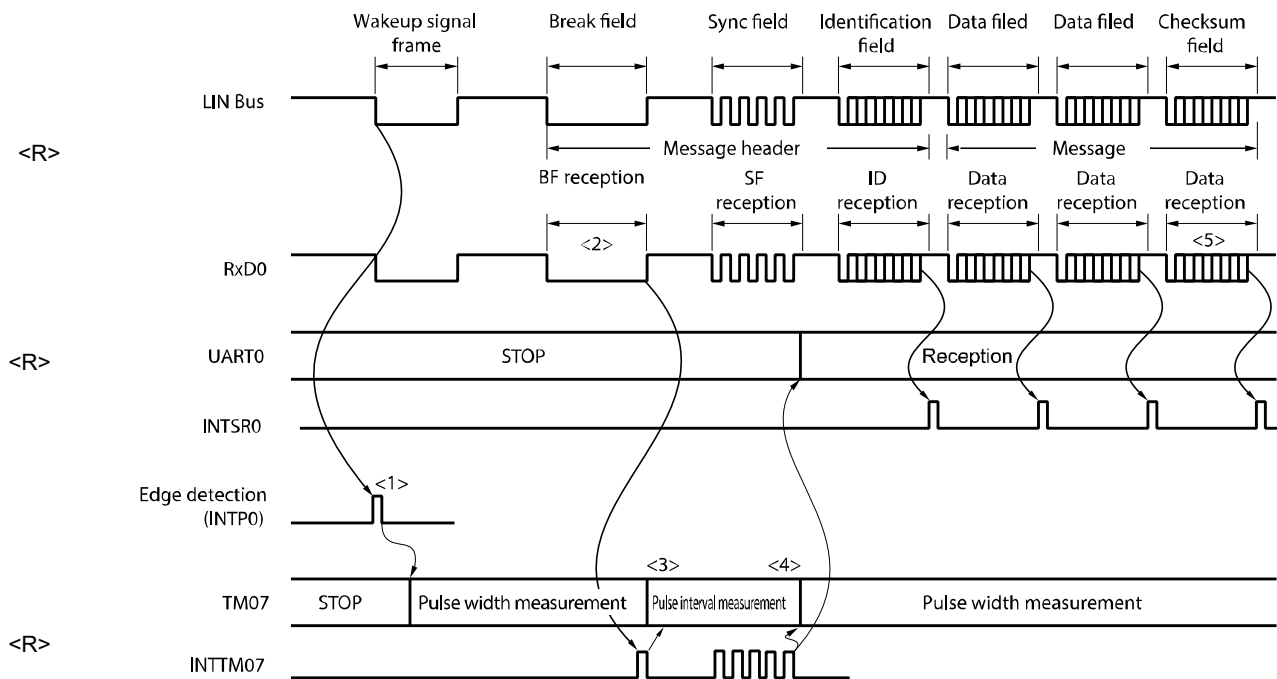 Wakeup signal frame
Break field
Sync field
Identification field
Data filed
Data filed
Checksum field
LIN Bus
<R>
Message header
Message
BF reception
SF reception
ID reception
Data reception
Data reception
Data reception
<2>
<5>
RxD0
<R>
UART0
STOP
Reception
INTSR0
Edge detection (INTP0)
<1>
<3>
<4>
TM07
STOP
Pulse width measurement
Pulse interval measurement
Pulse width measurement
<R>
INTTM07